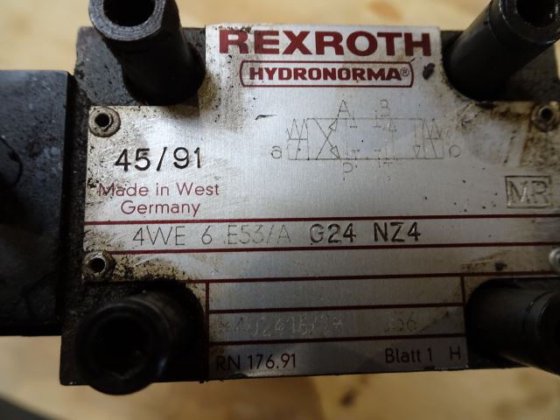 REXROTH
HYDRONORMA®
A B
a b
P T
45/91
Made in West
Germany
MR
4WE 6 E53/A G24 NZ4
RN 176.91 Blatt 1 H